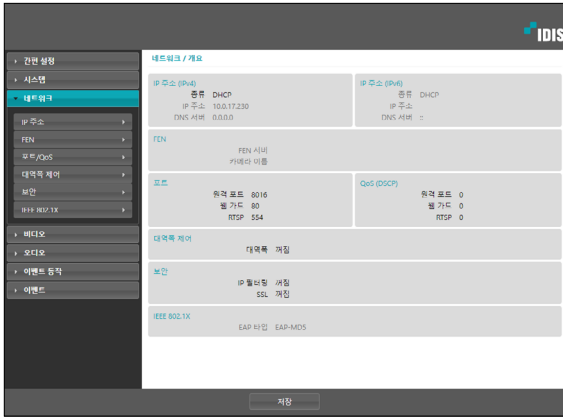 IDIS
간편 설정
시스템
네트워크
IP 주소
FEN
포트/QoS
대역폭 제어
보안
IEEE 802.1X
비디오
오디오
이벤트 동작
이벤트
네트워크 / 개요
IP 주소 (IPv4)
종류 DHCP
IP 주소 10.0.17.230
DNS 서버 0.0.0.0
IP 주소 (IPv6)
종류 DHCP
IP 주소
DNS 서버 ::
FEN
FEN 서버
카메라 이름
포트
원격 포트 8016
웹 가드 80
RTSP 554
QoS (DSCP)
원격 포트 0
웹 가드 0
RTSP 0
대역폭 제어
대역폭 꺼짐
보안
IP 필터링 꺼짐
SSL 꺼짐
IEEE 802.1X
EAP 타입 EAP-MD5
저장